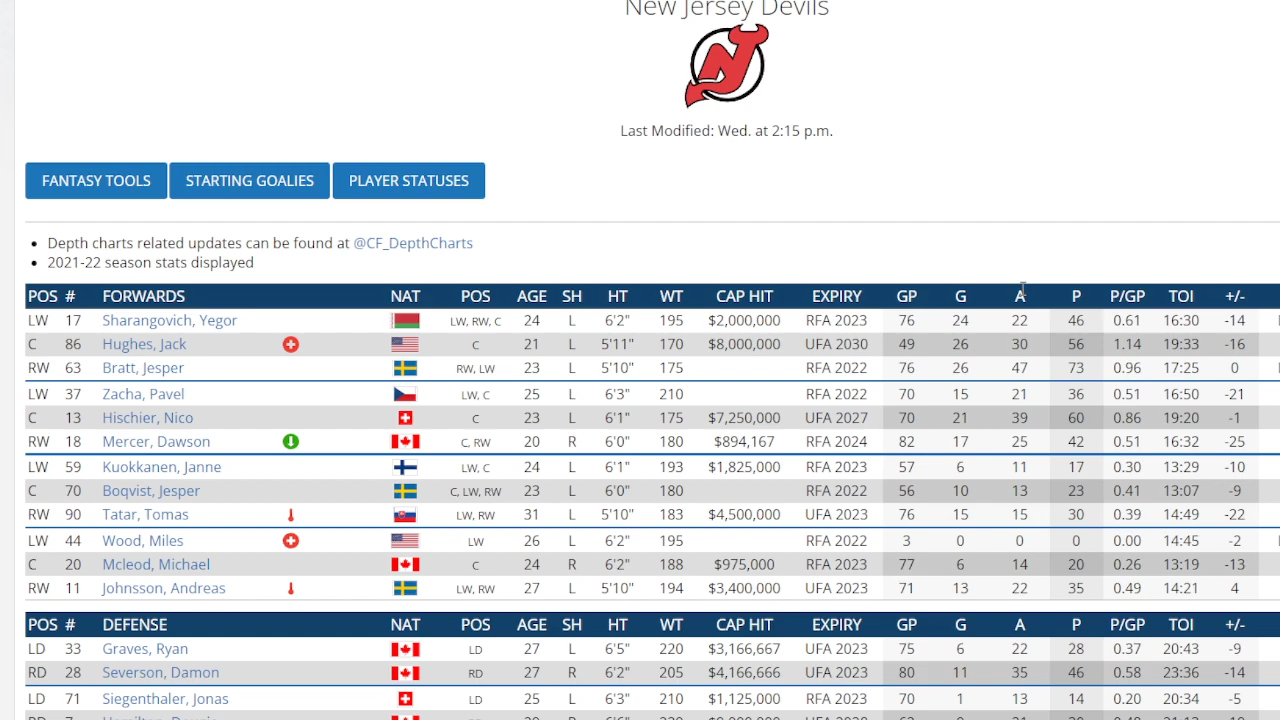 New Jersey Devils
Last Modified: Wed. at 2:15 p.m.
FANTASY TOOLS STARTING GOALIES PLAYER STATUSES
Depth charts related updates can be found at @CF_DepthCharts
2021-22 season stats displayed
POS # FORWARDS NAT POS AGE SH HT WT CAP HIT EXPIRY GP G A P P/GP TOI +/-
LW 17 Sharangovich, Yegor LW, RW, C 24 L 6'2" 195 $2,000,000 RFA 2023 76 24 22 46 0.61 16:30 -14
C 86 Hughes, Jack C 21 L 5'11" 170 $8,000,000 UFA 2030 49 26 30 56 1.14 19:33 -16
RW 63 Bratt, Jesper RW, LW 23 L 5'10" 175 RFA 2022 76 26 47 73 0.96 17:25 0
LW 37 Zacha, Pavel LW, C 25 L 6'3" 210 RFA 2022 70 15 21 36 0.51 16:50 -21
C 13 Hischier, Nico C 23 L 6'1" 175 $7,250,000 UFA 2027 70 21 39 60 0.86 19:20 -1
RW 18 Mercer, Dawson C, RW 20 R 6'0" 180 $894,167 RFA 2024 82 17 25 42 0.51 16:32 -25
LW 59 Kuokkanen, Janne LW, C 24 L 6'1" 193 $1,825,000 RFA 2023 57 6 11 17 0.30 13:29 -10
C 70 Boqvist, Jesper C, LW, RW 23 L 6'0" 180 RFA 2022 56 10 13 23 0.41 13:07 -9
RW 90 Tatar, Tomas LW, RW 31 L 5'10" 183 $4,500,000 UFA 2023 76 15 15 30 0.39 14:49 -22
LW 44 Wood, Miles LW 26 L 6'2" 195 RFA 2022 3 0 0 0 0.00 14:45 -2
C 20 Mcleod, Michael C 24 R 6'2" 188 $975,000 RFA 2023 77 6 14 20 0.26 13:19 -13
RW 11 Johnsson, Andreas LW, RW 27 L 5'10" 194 $3,400,000 UFA 2023 71 13 22 35 0.49 14:21 4
POS # DEFENSE NAT POS AGE SH HT WT CAP HIT EXPIRY GP G A P P/GP TOI +/-
LD 33 Graves, Ryan LD 27 L 6'5" 220 $3,166,667 UFA 2023 75 6 22 28 0.37 20:43 -9
RD 28 Severson, Damon RD 27 R 6'2" 205 $4,166,666 UFA 2023 80 11 35 46 0.58 23:36 -14
LD 71 Siegenthaler, Jonas LD 25 L 6'3" 210 $1,125,000 RFA 2023 70 1 13 14 0.20 20:34 -5